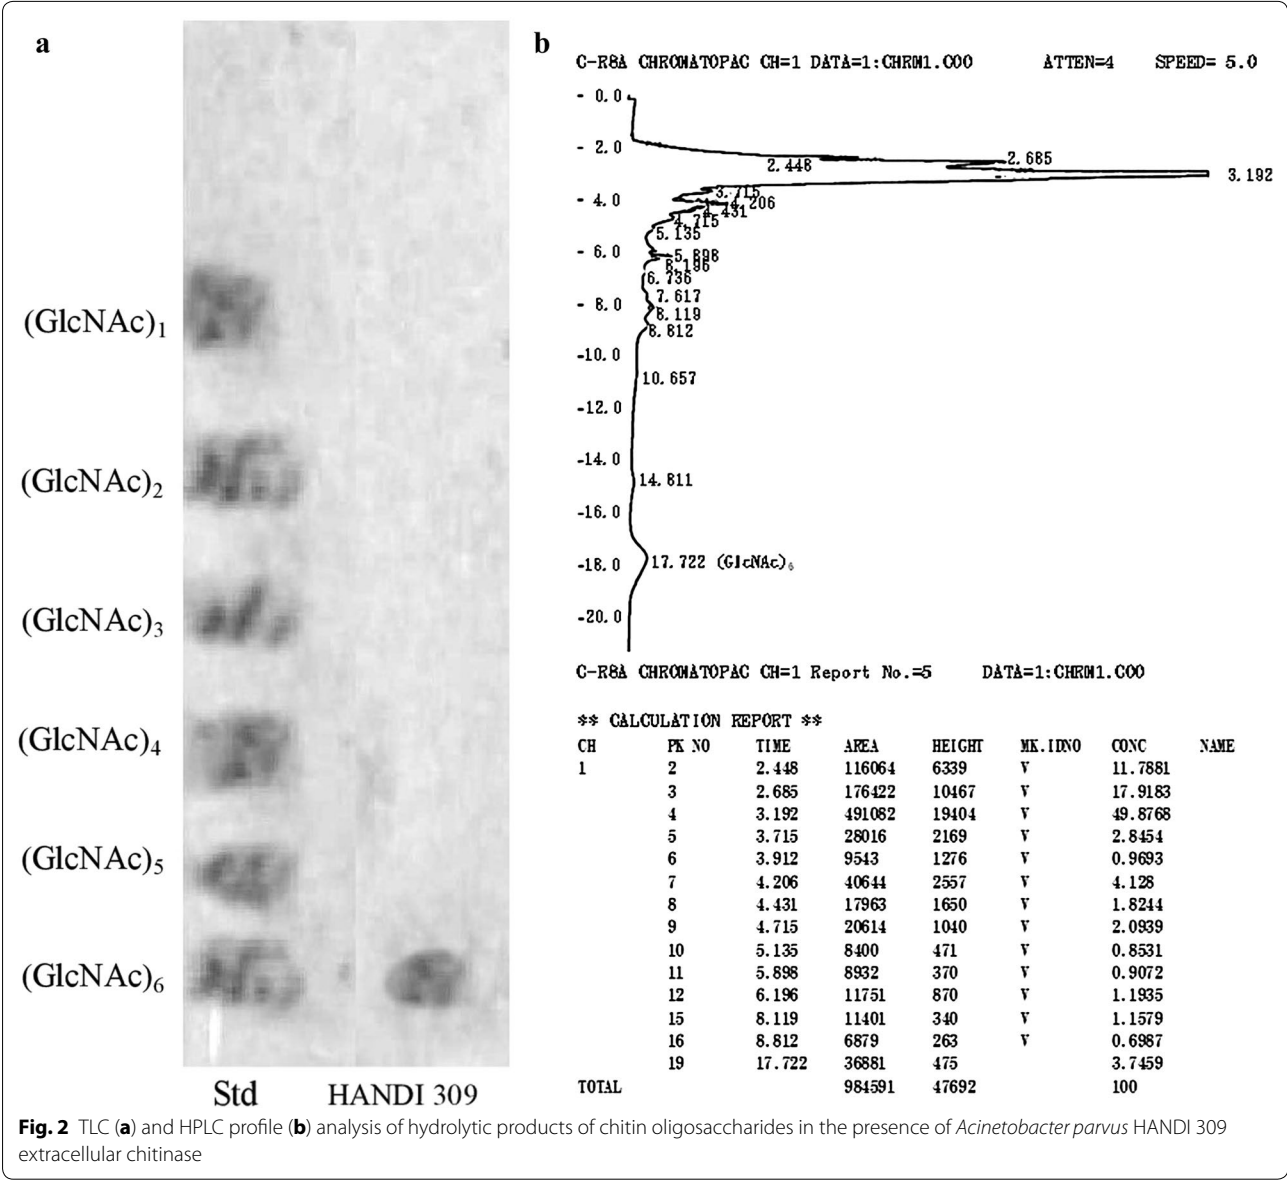 a
(GlcNAc)1
(GlcNAc)2
(GlcNAc)3
(GlcNAc)4
(GlcNAc)5
(GlcNAc)6
Std HANDI 309
b
C-R8A CHROMATOPAC CH=1 DATA=1:CHRM1.C00 ATTEN=4 SPEED= 5.0
- 0.0
- 2.0
2.448
2.685
3.192
3.715
- 4.0
4.206
4.431
4.715
5.135
- 6.0
5.898
6.196
6.736
7.617
- 8.0
8.119
8.812
-10.0
10.657
-12.0
-14.0
14.811
-16.0
-18.0
17.722 (GlcNAc)6
-20.0
C-R8A CHROMATOPAC CH=1 Report No.=5 DATA=1:CHRM1.C00
** CALCULATION REPORT **
CH PK NO TIME AREA HEIGHT MK.IDNO CONC NAME
1 2 2.448 116064 6339 V 11.7881
3 2.685 176422 10467 V 17.9183
4 3.192 491082 19404 V 49.8768
5 3.715 28016 2169 V 2.8454
6 3.912 9543 1276 V 0.9693
7 4.206 40644 2557 V 4.128
8 4.431 17963 1650 V 1.8244
9 4.715 20614 1040 V 2.0939
10 5.135 8400 471 V 0.8531
11 5.898 8932 370 V 0.9072
12 6.196 11751 870 V 1.1935
15 8.119 11401 340 V 1.1579
16 8.812 6879 263 V 0.6987
19 17.722 36881 475 3.7459
TOTAL 984591 47692 100
Fig. 2 TLC (a) and HPLC profile (b) analysis of hydrolytic products of chitin oligosaccharides in the presence of Acinetobacter parvus HANDI 309
extracellular chitinase